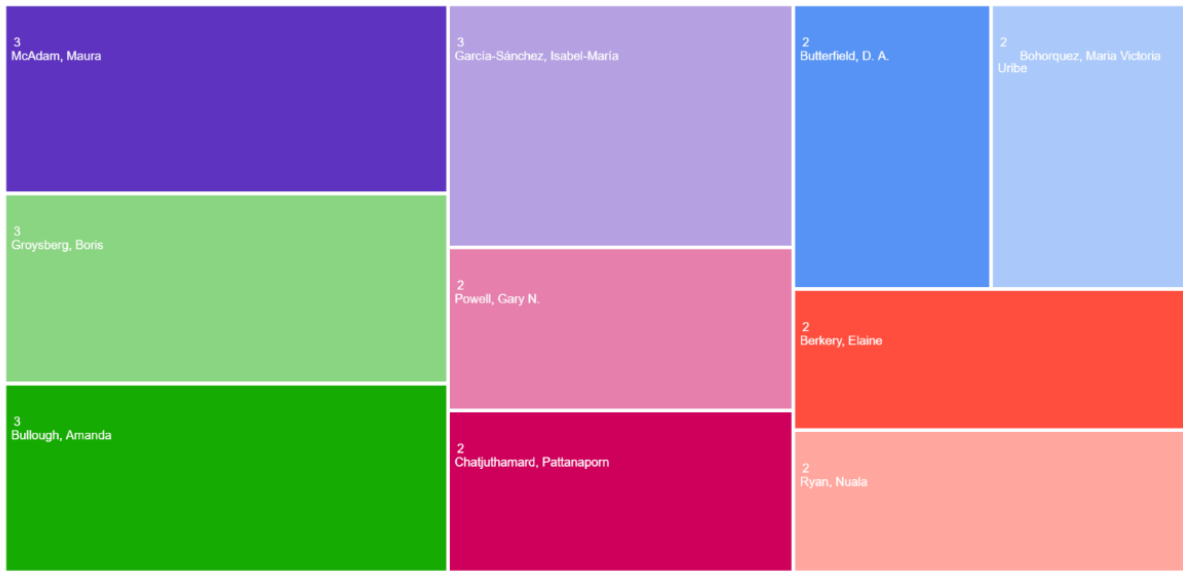 3
McAdam, Maura
3
Groysberg, Boris
3
Bullough, Amanda
3
García-Sánchez, Isabel-María
2
Powell, Gary N.
2
Chatjuthamard, Pattanaporn
2
Butterfield, D. A.
2
Bohorquez, Maria Victoria
Uribe
2
Berkery, Elaine
2
Ryan, Nuala